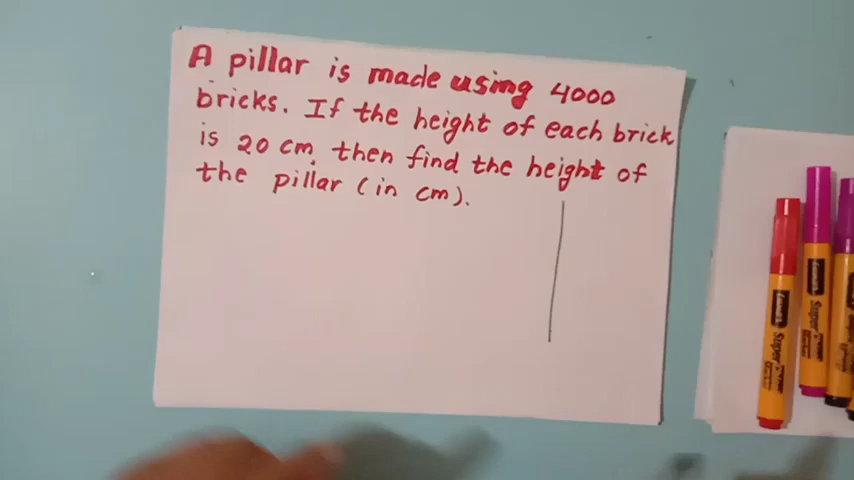 A pillar is made using 4000
bricks. If the height of each brick
is 20 cm, then find the height of
the pillar (in cm).